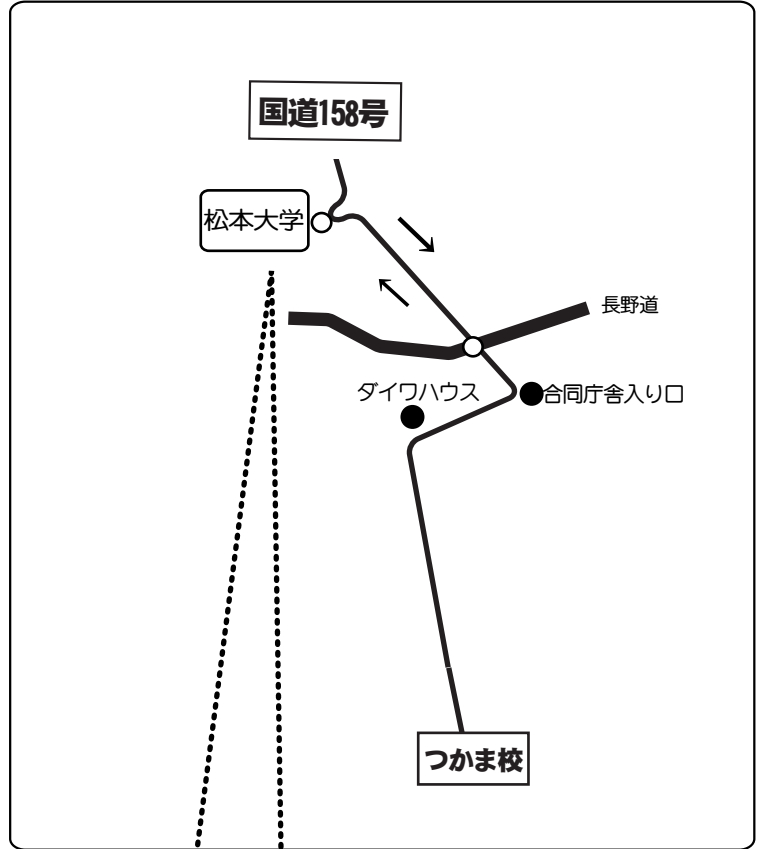 国道158号
松本大学
長野道
ダイワハウス
合同庁舎入り口
つかま校